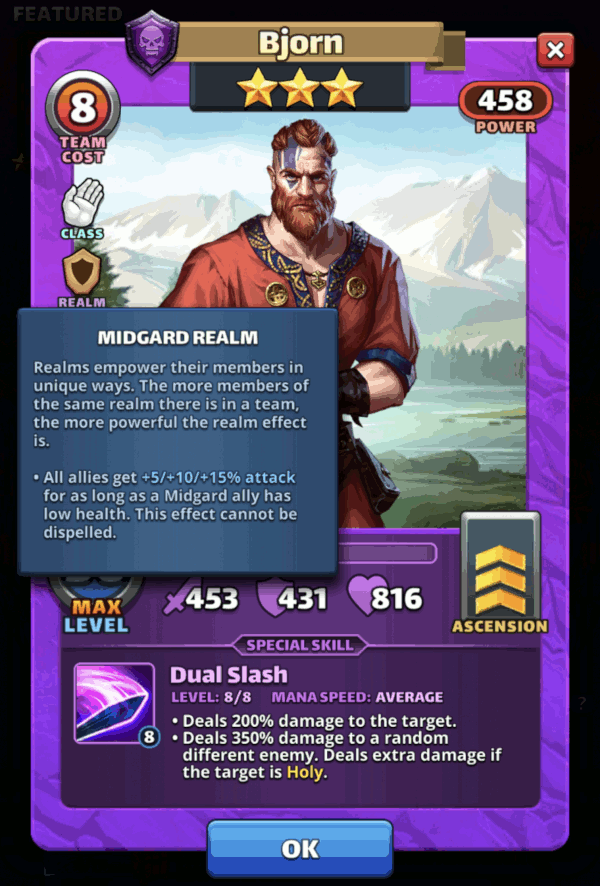 FEATURED
Bjorn
8
TEAM
COST
458
POWER
CLASS
REALM
MIDGARD REALM
Realms empower their members in
unique ways. The more members of
the same realm there is in a team,
the more powerful the realm effect
is.
• All allies get +5/+10/+15% attack
for as long as a Midgard ally has
low health. This effect cannot be
dispelled.
MAX
LEVEL
453
431
816
ASCENSION
SPECIAL SKILL
Dual Slash
LEVEL: 8/8 MANA SPEED: AVERAGE
8
• Deals 200% damage to the target.
• Deals 350% damage to a random
different enemy. Deals extra damage if
the target is Holy.
?
OK